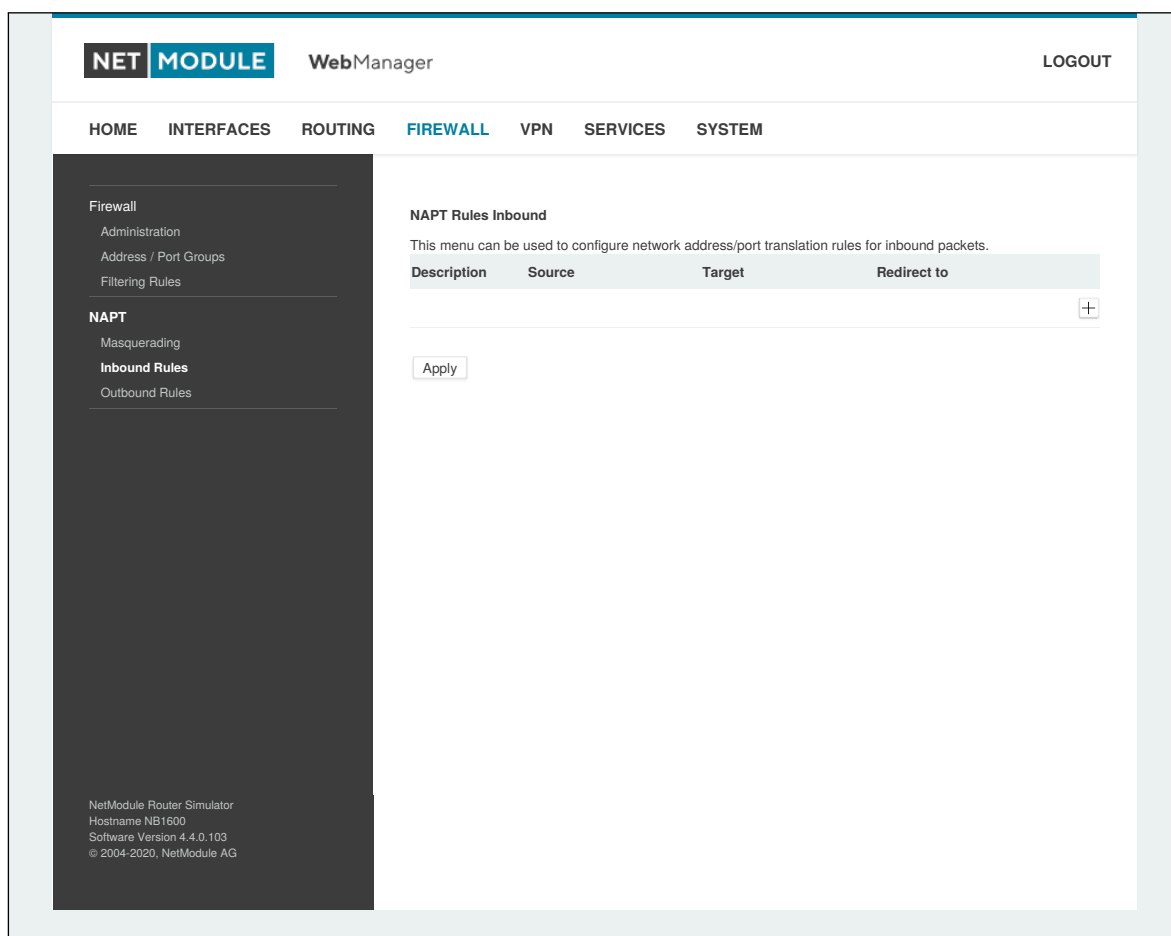 NET MODULE WebManager LOGOUT
HOME INTERFACES ROUTING FIREWALL VPN SERVICES SYSTEM
Firewall
Administration
Address / Port Groups
Filtering Rules
NAPT
Masquerading
Inbound Rules
Outbound Rules
NAPT Rules Inbound
This menu can be used to configure network address/port translation rules for inbound packets.
Description Source Target Redirect to
Apply
NetModule Router Simulator
Hostname NB1600
Software Version 4.4.0.103
© 2004-2020, NetModule AG